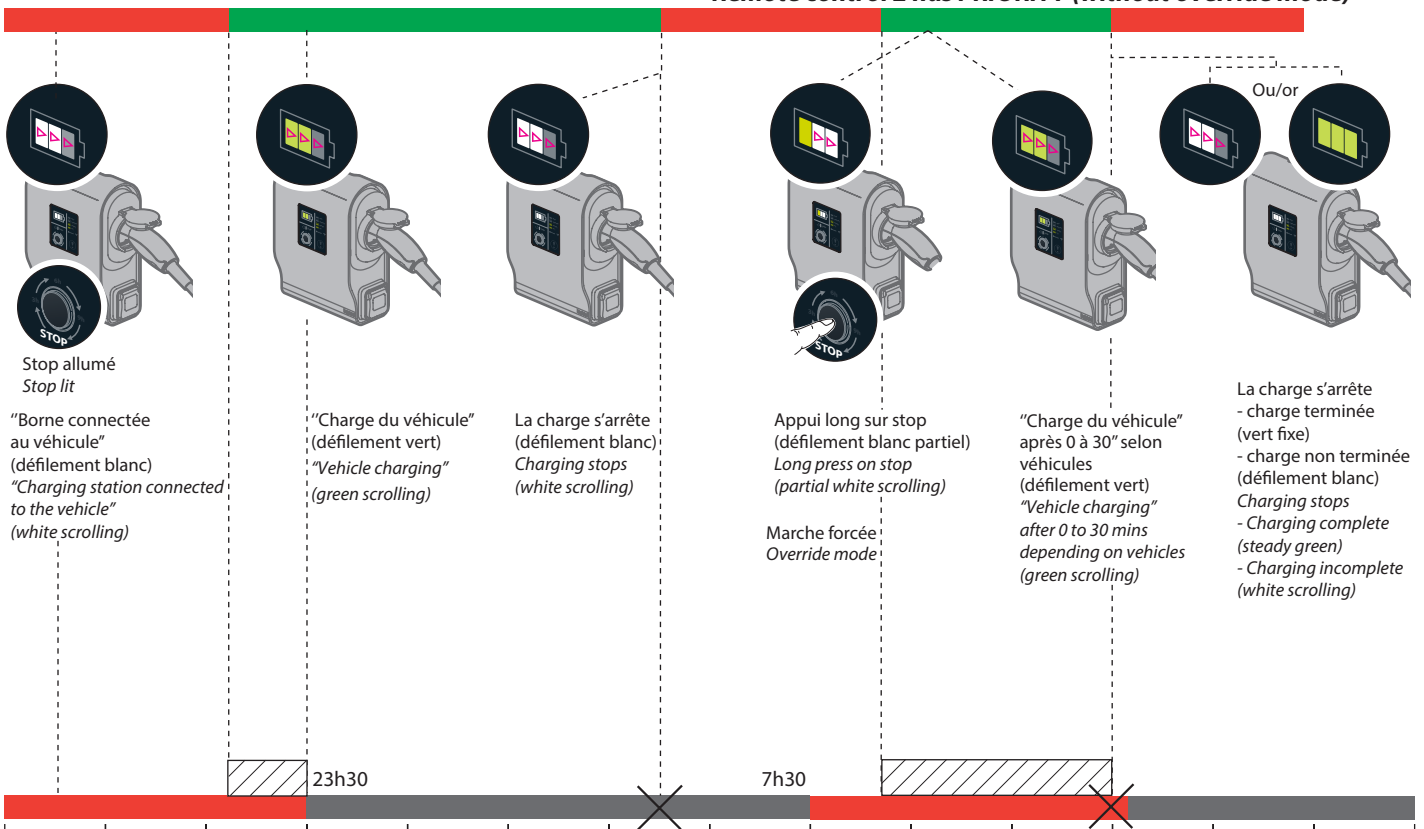 Remote control 2 has PRIORITY (without override mode)
Ou/or
STOP
STOP
Stop allumé
Stop lit
"Borne connectée
au véhicule"
(défilement blanc)
"Charging station connected
to the vehicle"
(white scrolling)
"Charge du véhicule"
(défilement vert)
"Vehicle charging"
(green scrolling)
La charge s'arrête
(défilement blanc)
Charging stops
(white scrolling)
Appui long sur stop
(défilement blanc partiel)
Long press on stop
(partial white scrolling)
Marche forcée
Override mode
"Charge du véhicule"
après 0 à 30" selon
véhicules
(défilement vert)
"Vehicle charging"
after 0 to 30 mins
depending on vehicles
(green scrolling)
La charge s'arrête
- charge terminée
(vert fixe)
- charge non terminée
(défilement blanc)
Charging stops
- Charging complete
(steady green)
- Charging incomplete
(white scrolling)
23h30
7h30